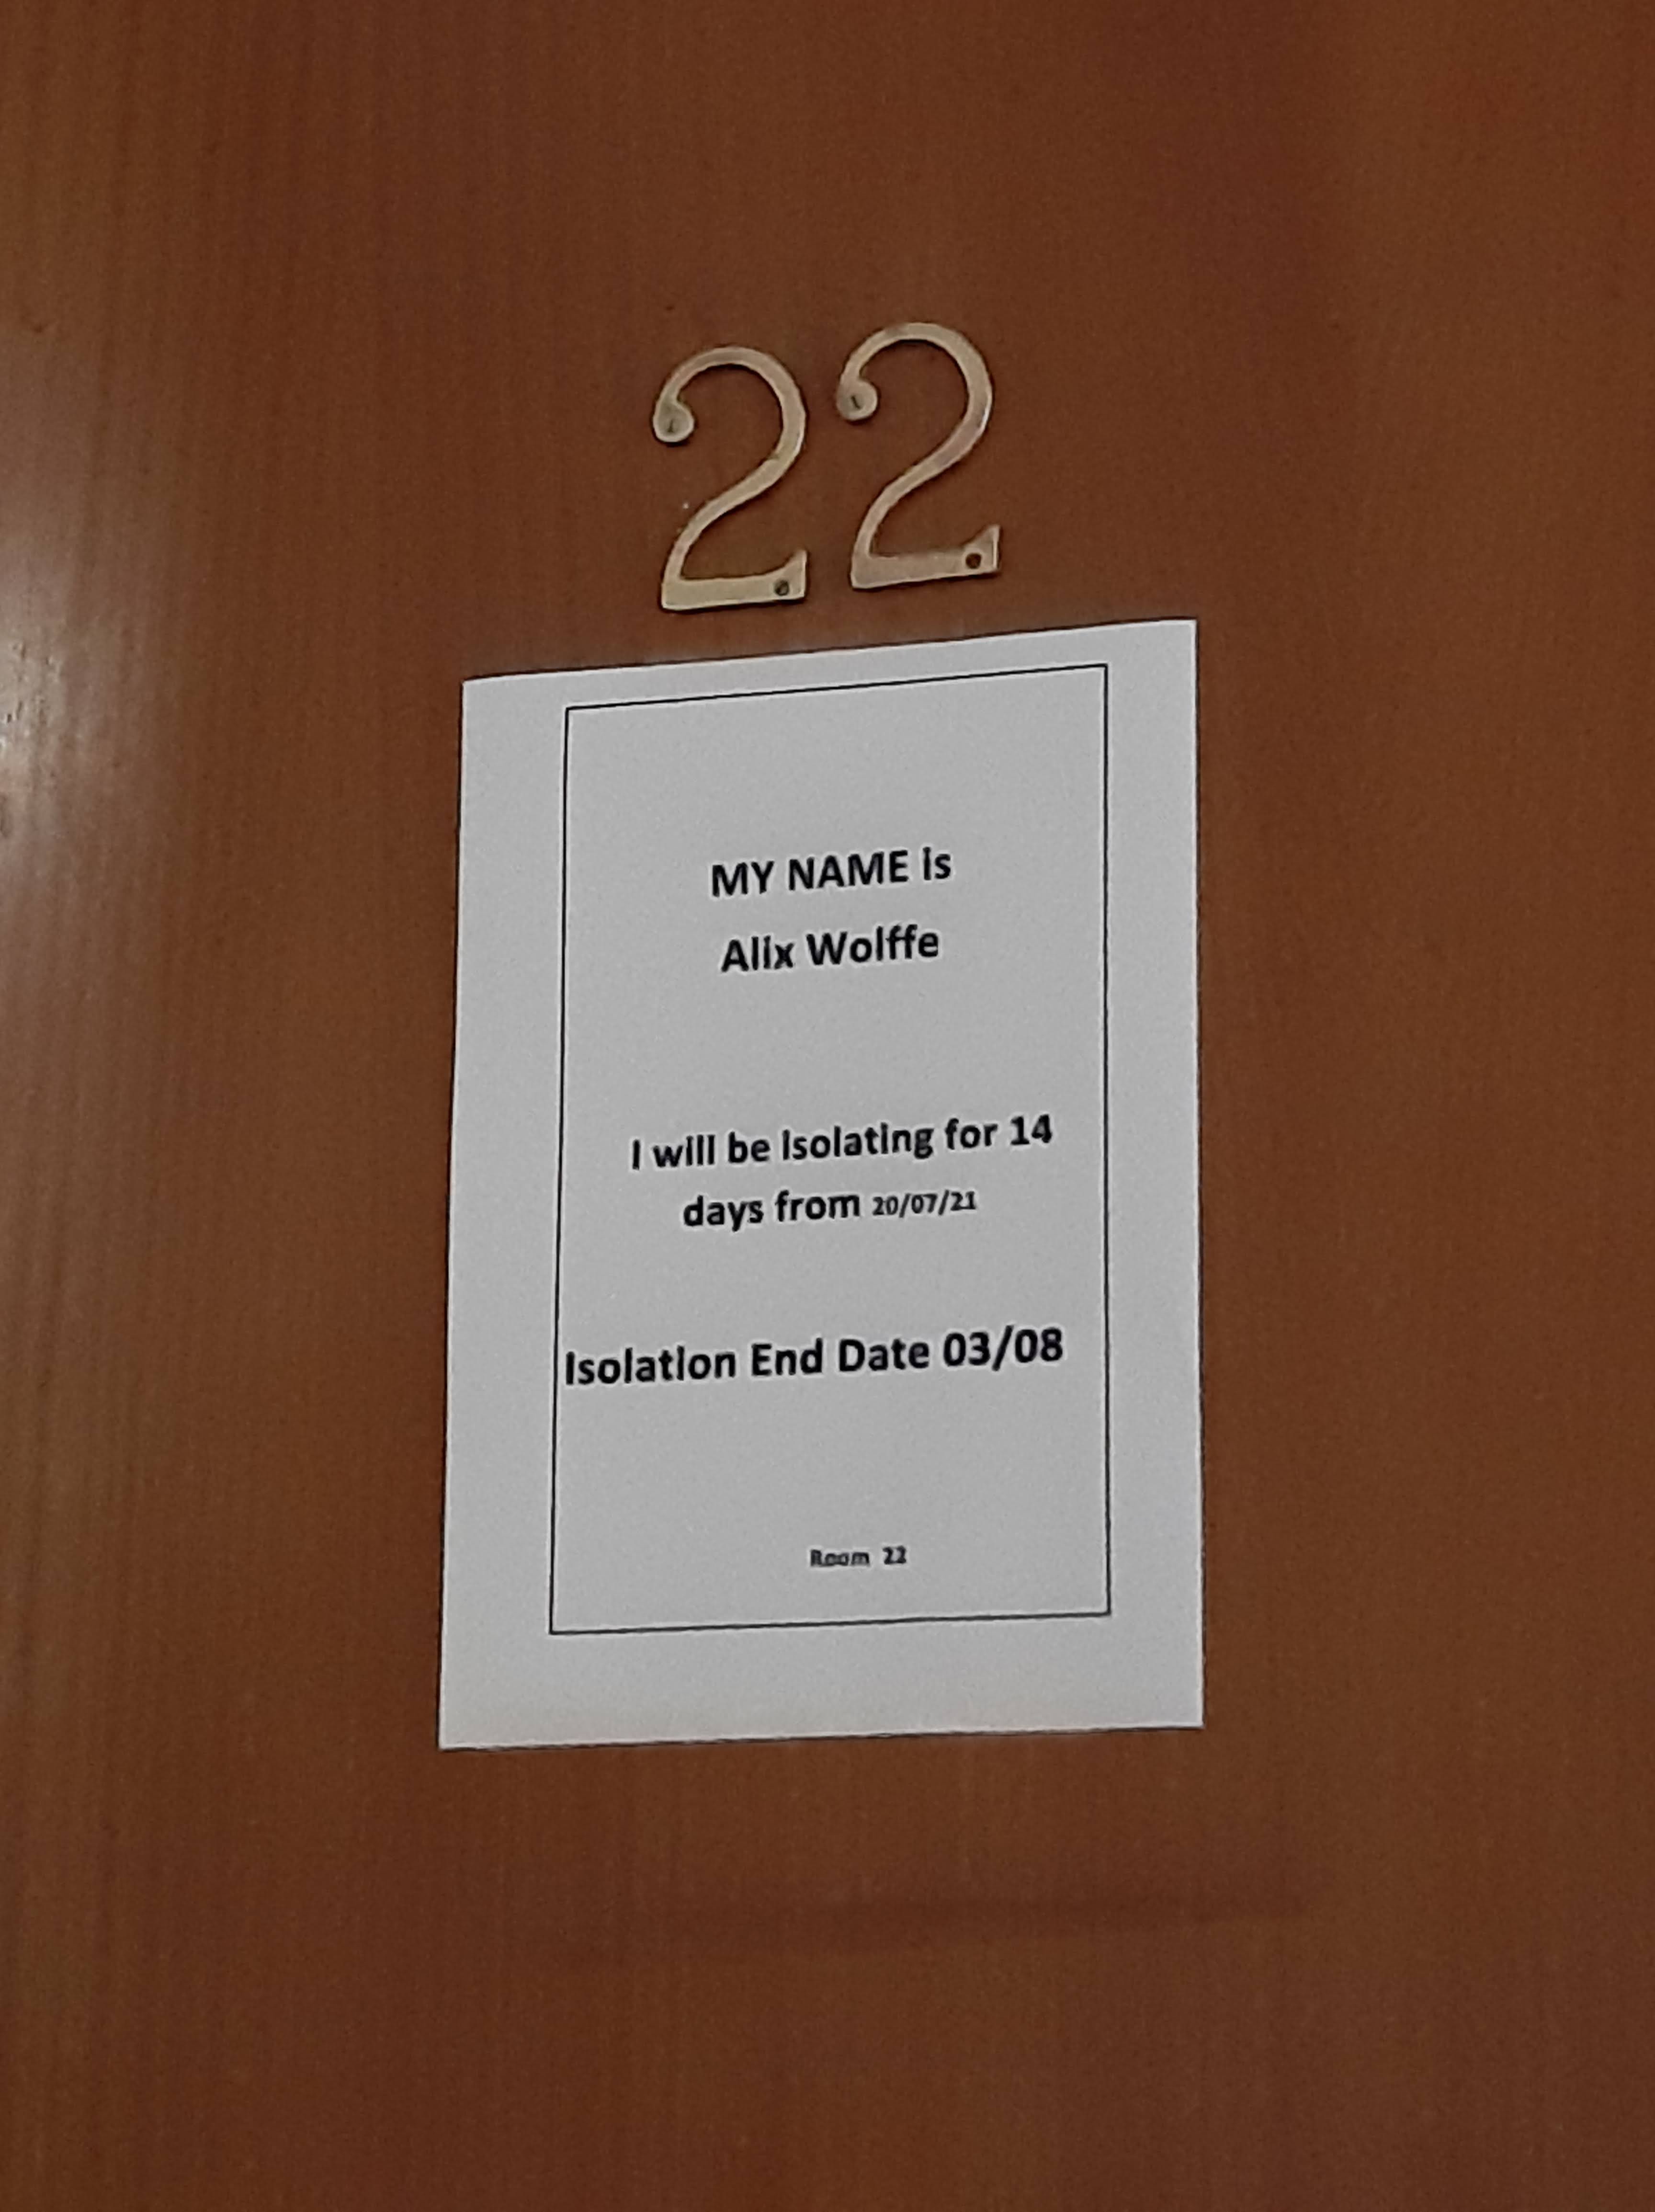 22
MY NAME is
Alix Wolffe
I will be isolating for 14
days from 20/07/21
Isolation End Date 03/08
Room 22